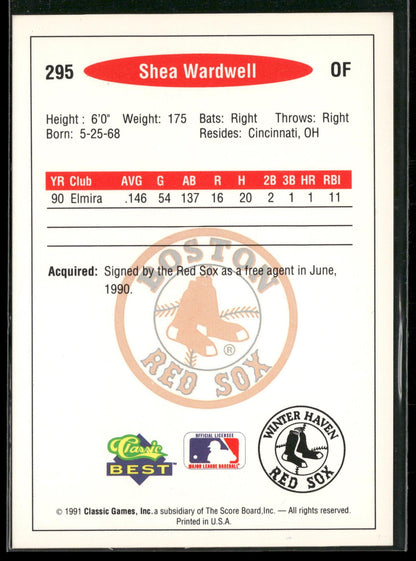 295 Shea Wardwell OF
Height : 6'0" Weight: 175 Bats: Right Throws: Right
Born: 5-25-68 Resides: Cincinnati, OH
YR Club AVG G AB R H 2B 3B HR RBI
90 Elmira .146 54 137 16 20 2 1 1 11
Acquired: Signed by the Red Sox as a free agent in June,
1990.
BOSTON
RED SOX
®
Classic
BEST
OFFICIAL LICENSEE
MAJOR LEAGUE BASEBALL
WINTER HAVEN
RED SOX
© 1991 Classic Games, Inc. a subsidiary of The Score Board,Inc. — All rights reserved.
Printed in U.S.A.